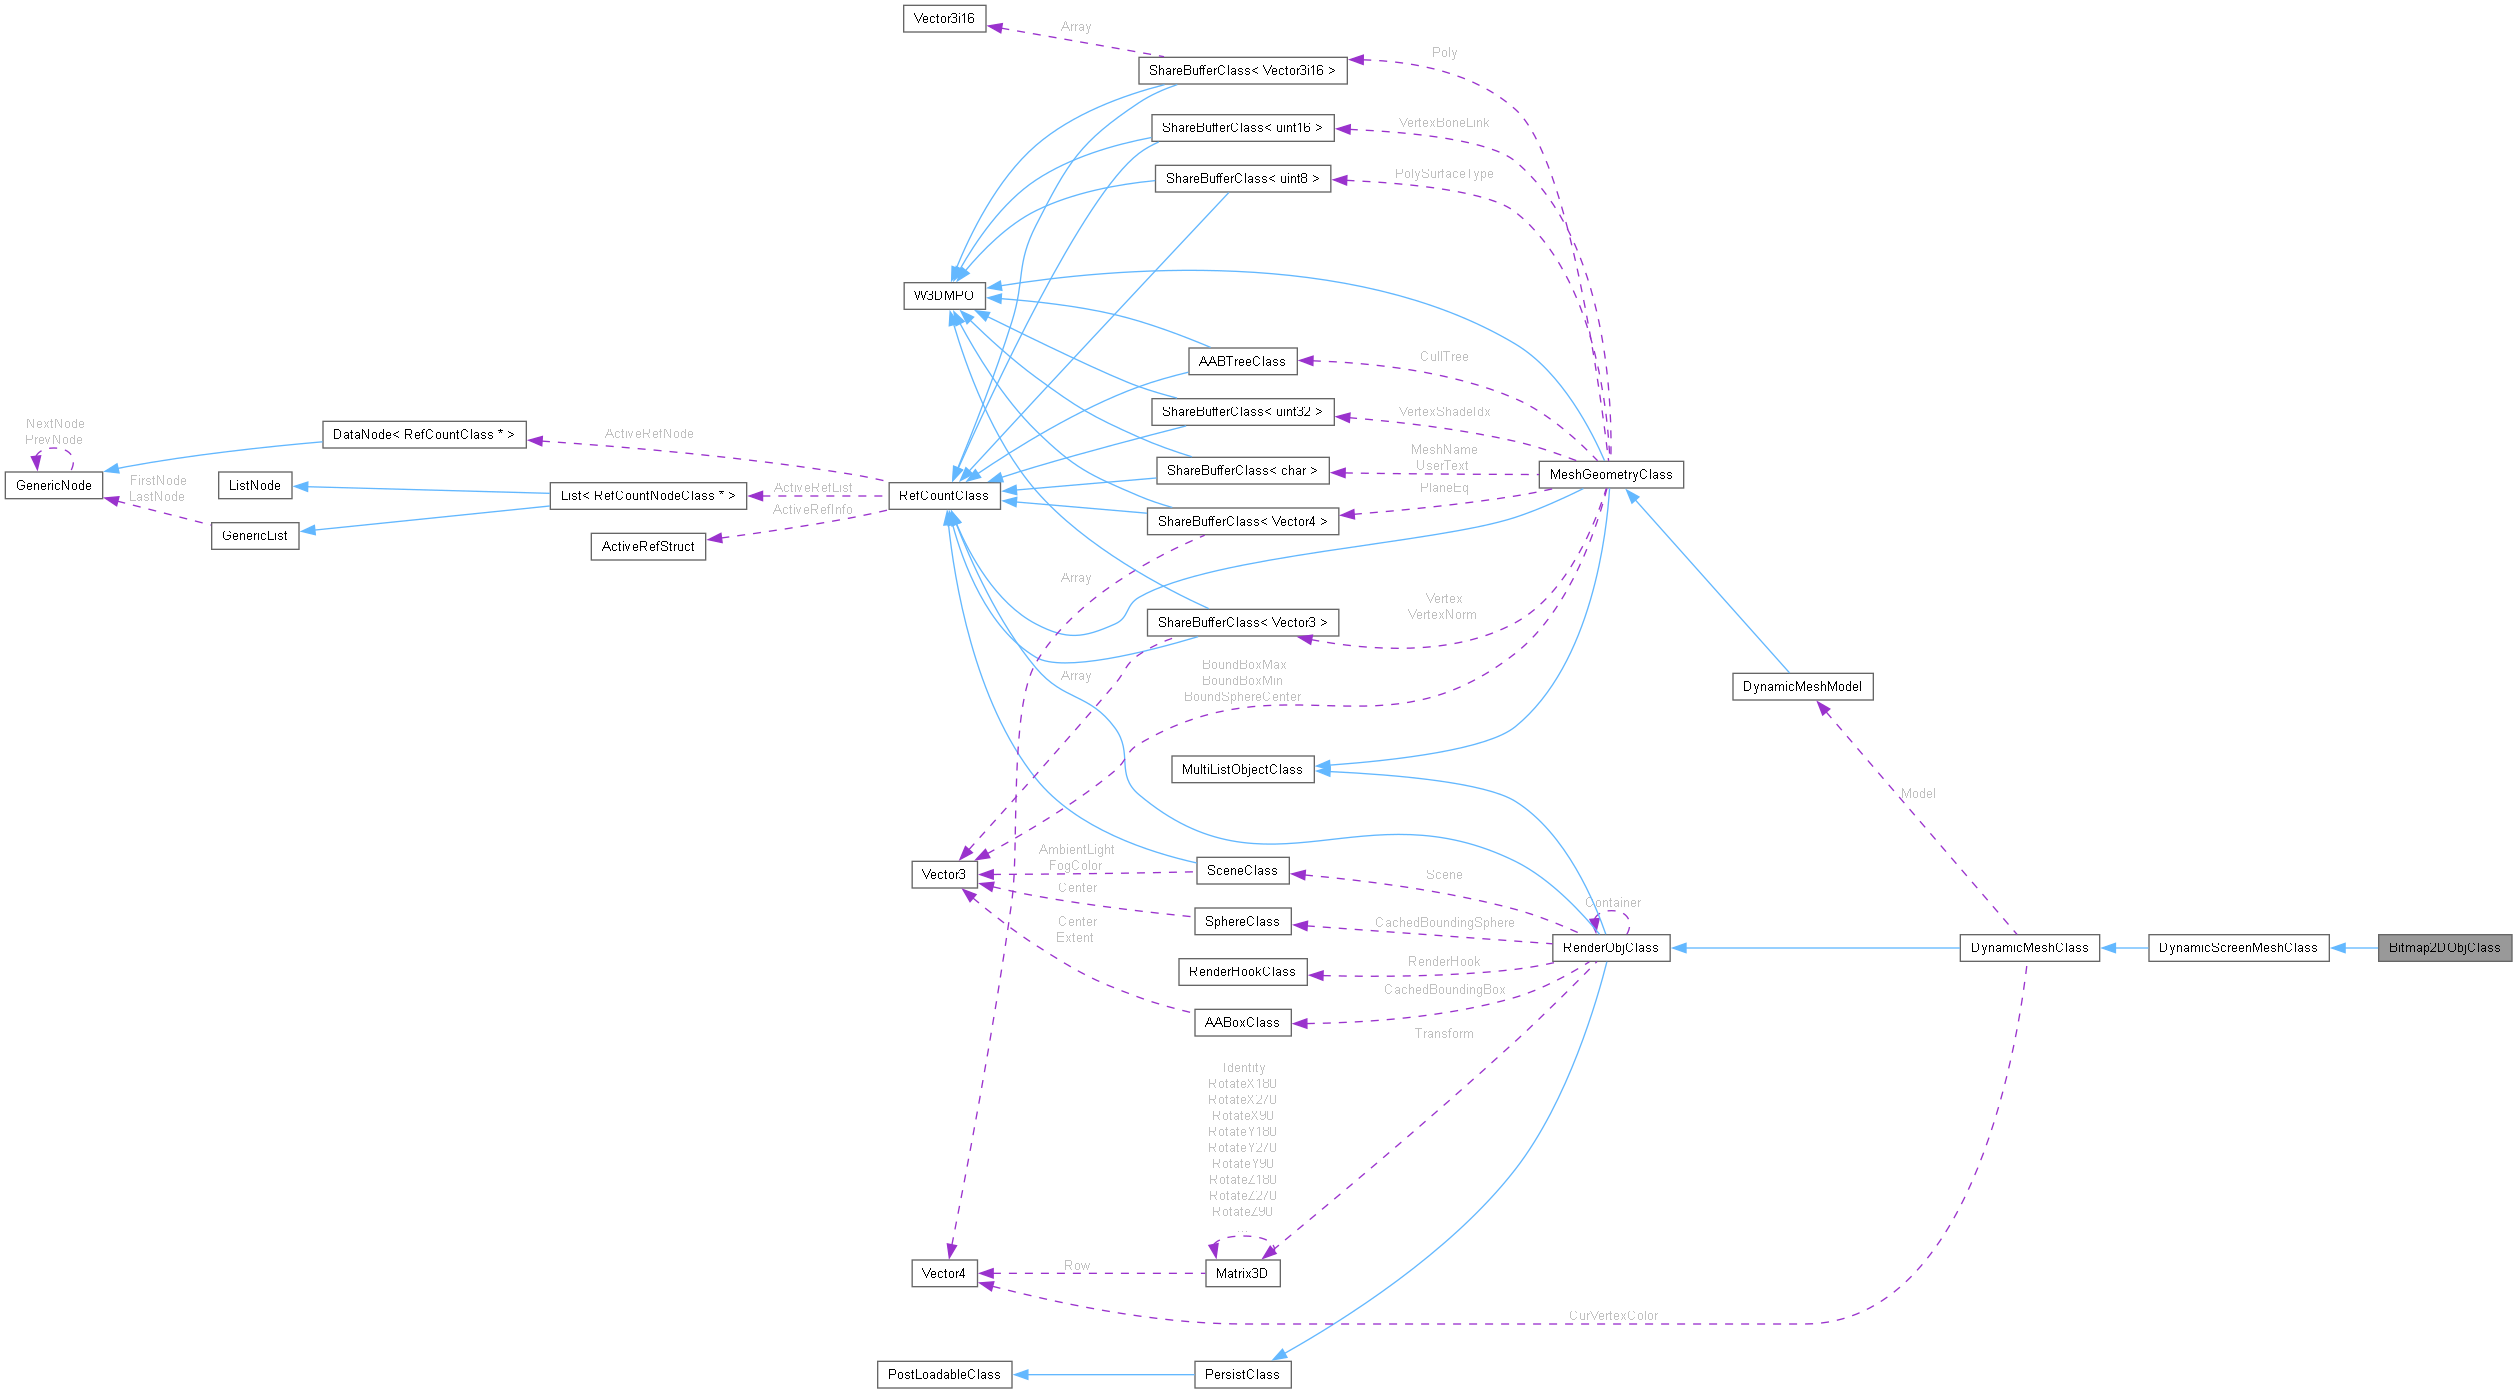 Vector3i16
Array
Poly
ShareBufferClass< Vector3i16 >
VertexBoneLink
ShareBufferClass< uint16 >
PolySurfaceType
ShareBufferClass< uint8 >
W3DMPO
CullTree
AABTreeClass
VertexShadeIdx
ShareBufferClass< uint32 >
NextNode
PrevNode
DataNode< RefCountClass * >
ActiveRefNode
MeshName
UserText
ShareBufferClass< char >
MeshGeometryClass
GenericNode
FirstNode
LastNode
ListNode
List< RefCountNodeClass * >
ActiveRefList
RefCountClass
PlaneEq
ActiveRefInfo
ShareBufferClass< Vector4 >
GenericList
ActiveRefStruct
Array
Vertex
VertexNorm
ShareBufferClass< Vector3 >
BoundBoxMax
BoundBoxMin
BoundSphereCenter
Array
DynamicMeshModel
MultiListObjectClass
Model
AmbientLight
FogColor
SceneClass
Scene
Vector3
Center
Container
SphereClass
CachedBoundingSphere
Center
Extent
RenderObjClass
DynamicMeshClass
DynamicScreenMeshClass
Bitmap2DObjClass
RenderHookClass
RenderHook
CachedBoundingBox
AABoxClass
Transform
Identity
RotateX180
RotateX270
RotateX90
RotateY180
RotateY270
RotateY90
RotateZ180
RotateZ270
RotateZ90
...
Vector4
Row
Matrix3D
CurVertexColor
PostLoadableClass
PersistClass